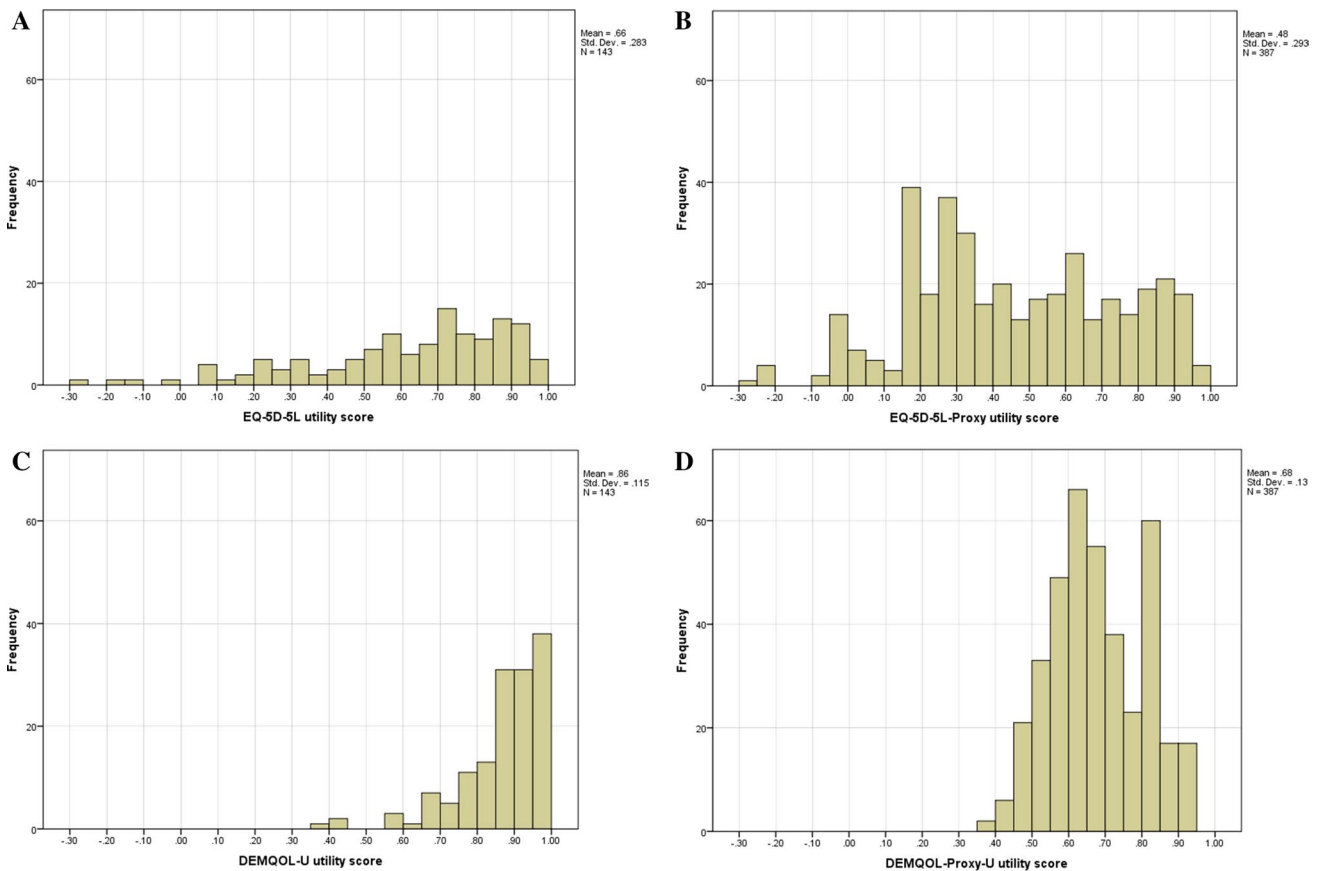 A
Mean = .66
Std. Dev. = .283
N = 143
60
40
20
0
Frequency
-.30 -.20 -.10 .00 .10 .20 .30 .40 .50 .60 .70 .80 .90 1.00
EQ-5D-5L utility score
B
Mean = .48
Std. Dev. = .293
N = 387
60
40
20
0
Frequency
-.30 -.20 -.10 .00 .10 .20 .30 .40 .50 .60 .70 .80 .90 1.00
EQ-5D-5L-Proxy utility score
C
Mean = .86
Std. Dev. = .115
N = 143
60
40
20
0
Frequency
-.30 -.20 -.10 .00 .10 .20 .30 .40 .50 .60 .70 .80 .90 1.00
DEMQOL-U utility score
D
Mean = .68
Std. Dev. = .13
N = 387
60
40
20
0
Frequency
-.30 -.20 -.10 .00 .10 .20 .30 .40 .50 .60 .70 .80 .90 1.00
DEMQOL-Proxy-U utility score